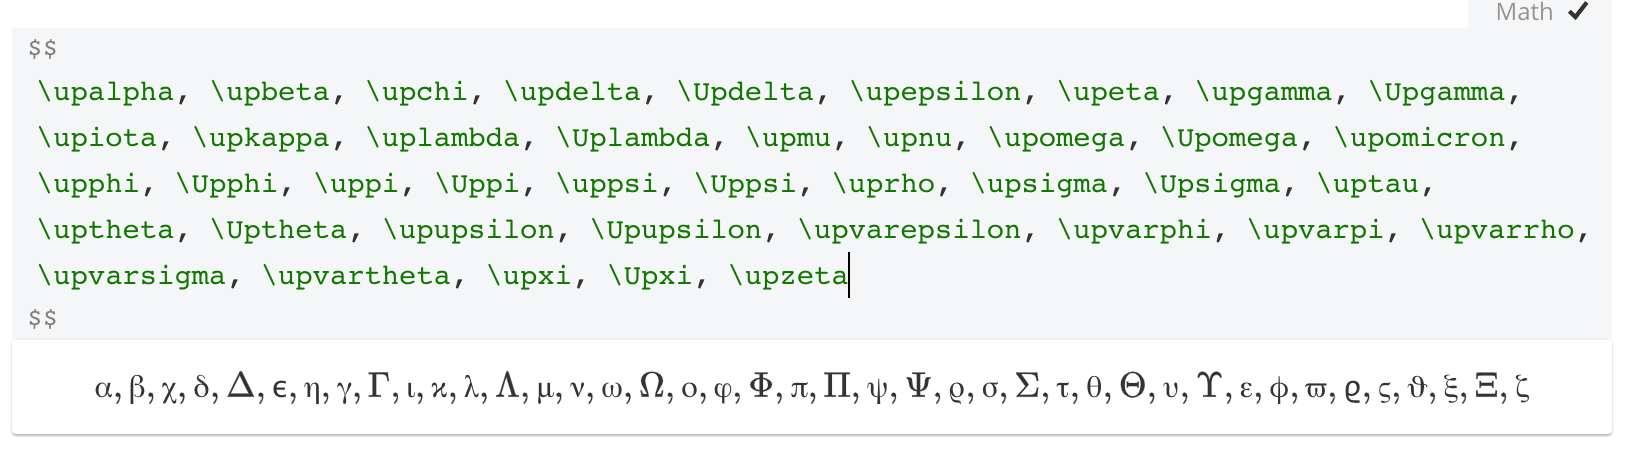 Math ✓
$$
\upalpha, \upbeta, \upchi, \updelta, \Updelta, \upepsilon, \upeta, \upgamma, \Upgamma,
\upiota, \upkappa, \uplambda, \Uplambda, \upmu, \upnu, \upomega, \Upomega, \upomicron,
\upphi, \Upphi, \uppi, \Uppi, \uppsi, \Uppsi, \uprho, \upsigma, \Upsigma, \uptau,
\uptheta, \Uptheta, \upupsilon, \Upupsilon, \upvarepsilon, \upvarphi, \upvarpi, \upvarrho,
\upvarsigma, \upvartheta, \upxi, \Upxi, \upzeta
$$
α, β, χ, δ, Δ, ϵ, η, γ, Γ, ι, ϰ, λ, Λ, μ, ν, ω, Ω, ο, φ, Φ, π, Π, ψ, Ψ, ϱ, σ, Σ, τ, θ, Θ, υ, ϒ, ε, ϕ, ϖ, ϱ, ς, ϑ, ξ, Ξ, ζ